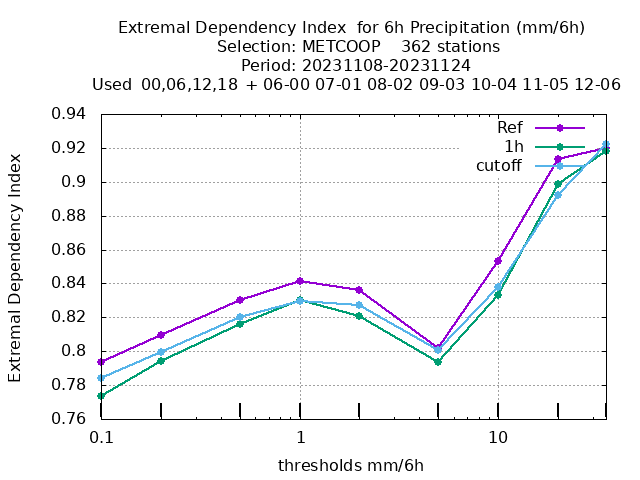 Extremal Dependency Index  for 6h Precipitation (mm/6h)
Selection: METCOOP    362 stations
Period: 20231108-20231124
Used  00,06,12,18  + 06-00 07-01 08-02 09-03 10-04 11-05 12-06
Extremal Dependency Index
0.94
0.92
0.9
0.88
0.86
0.84
0.82
0.8
0.78
0.76
Ref
1h
cutoff
0.1
1
10
thresholds mm/6h